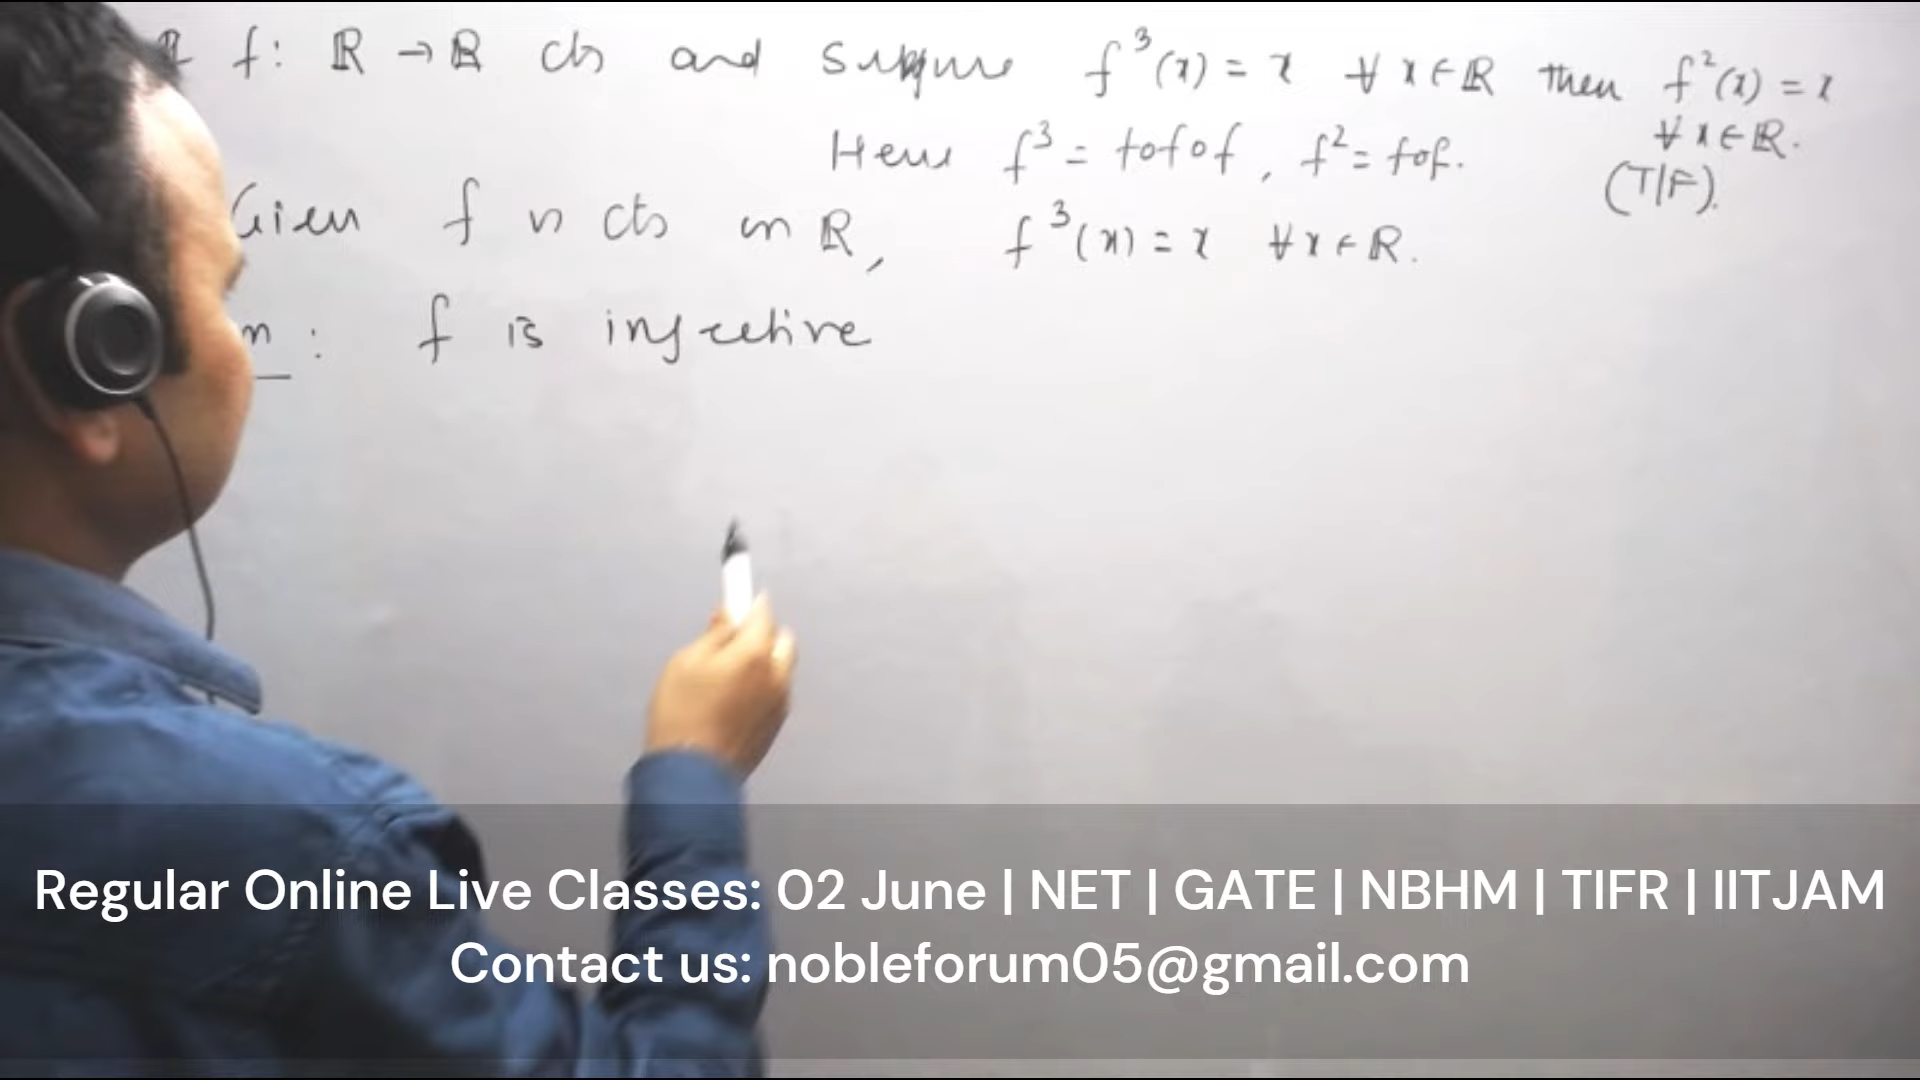 f: ℝ → ℝ cts and suppose f³(x) = x ∀ x ∈ ℝ then f²(x) = x
∀ x ∈ ℝ.
Here f³ = fofof, f² = fof.
(T/F).
Given f is cts on ℝ, f³(x) = x ∀ x ∈ ℝ.
: f is injective
Regular Online Live Classes: 02 June | NET | GATE | NBHM | TIFR | IITJAM
Contact us: nobleforum05@gmail.com